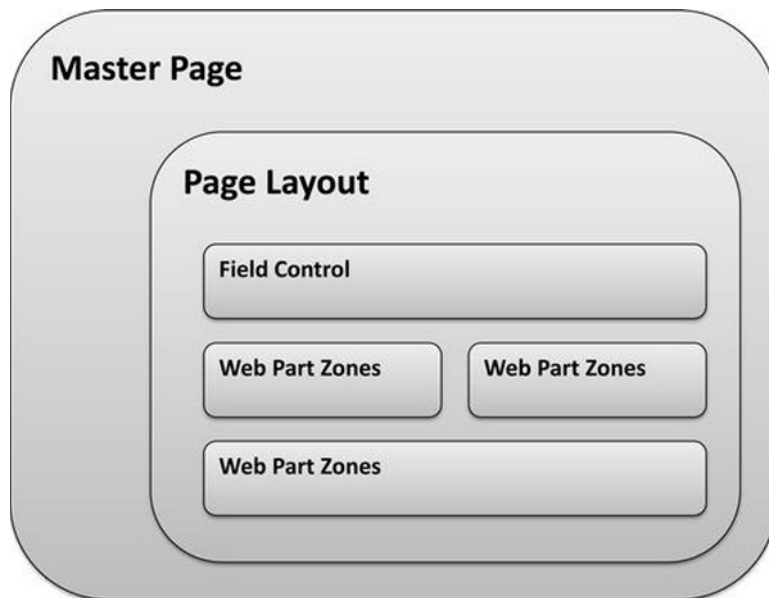 Master Page
Page Layout
Field Control
Web Part Zones
Web Part Zones
Web Part Zones